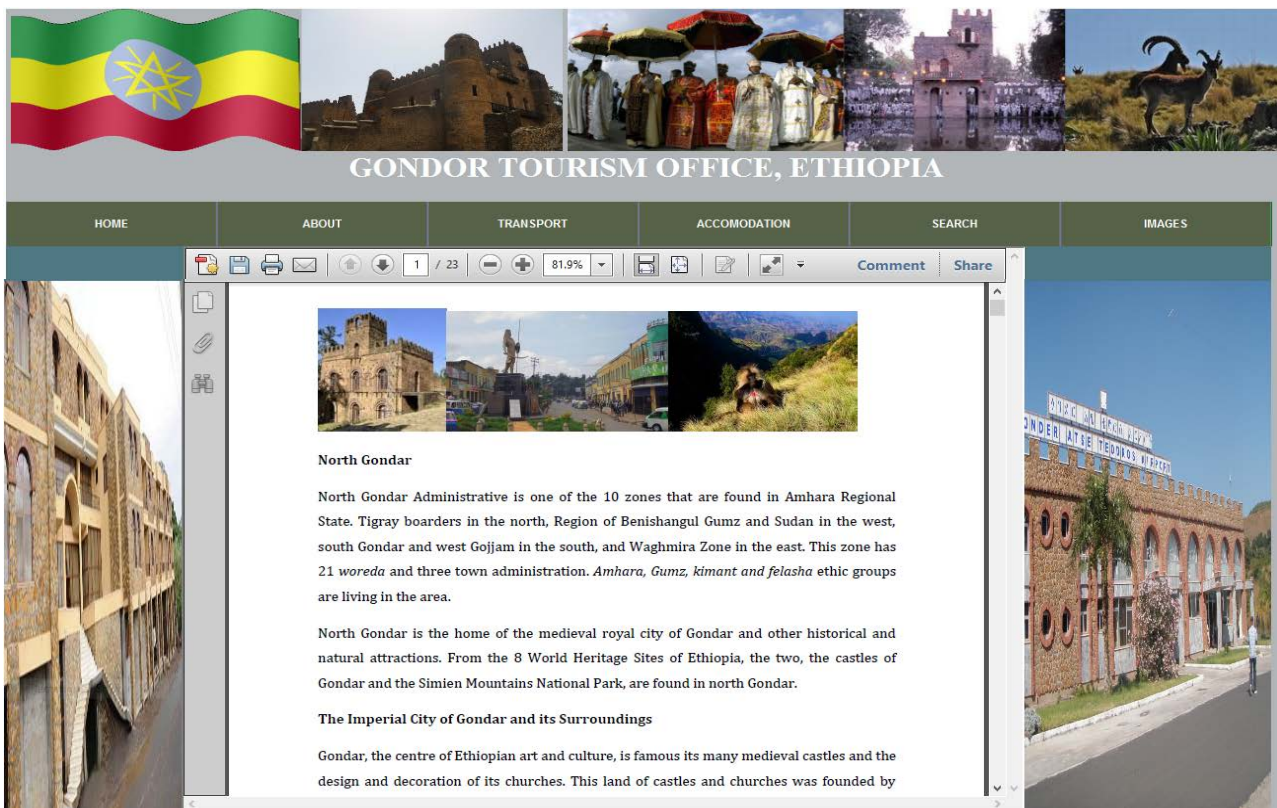 GONDOR TOURISM OFFICE, ETHIOPIA
HOME ABOUT TRANSPORT ACCOMODATION SEARCH IMAGES
1 / 23 81.9% Comment Share
North Gondar
North Gondar Administrative is one of the 10 zones that are found in Amhara Regional
State. Tigray boarders in the north, Region of Benishangul Gumz and Sudan in the west,
south Gondar and west Gojjam in the south, and Waghmira Zone in the east. This zone has
21 woreda and three town administration. Amhara, Gumz, kimant and felasha ethic groups
are living in the area.
North Gondar is the home of the medieval royal city of Gondar and other historical and
natural attractions. From the 8 World Heritage Sites of Ethiopia, the two, the castles of
Gondar and the Simien Mountains National Park, are found in north Gondar.
The Imperial City of Gondar and its Surroundings
Gondar, the centre of Ethiopian art and culture, is famous its many medieval castles and the
design and decoration of its churches. This land of castles and churches was founded by
ONDER ATSE TEODROS AIRPORT